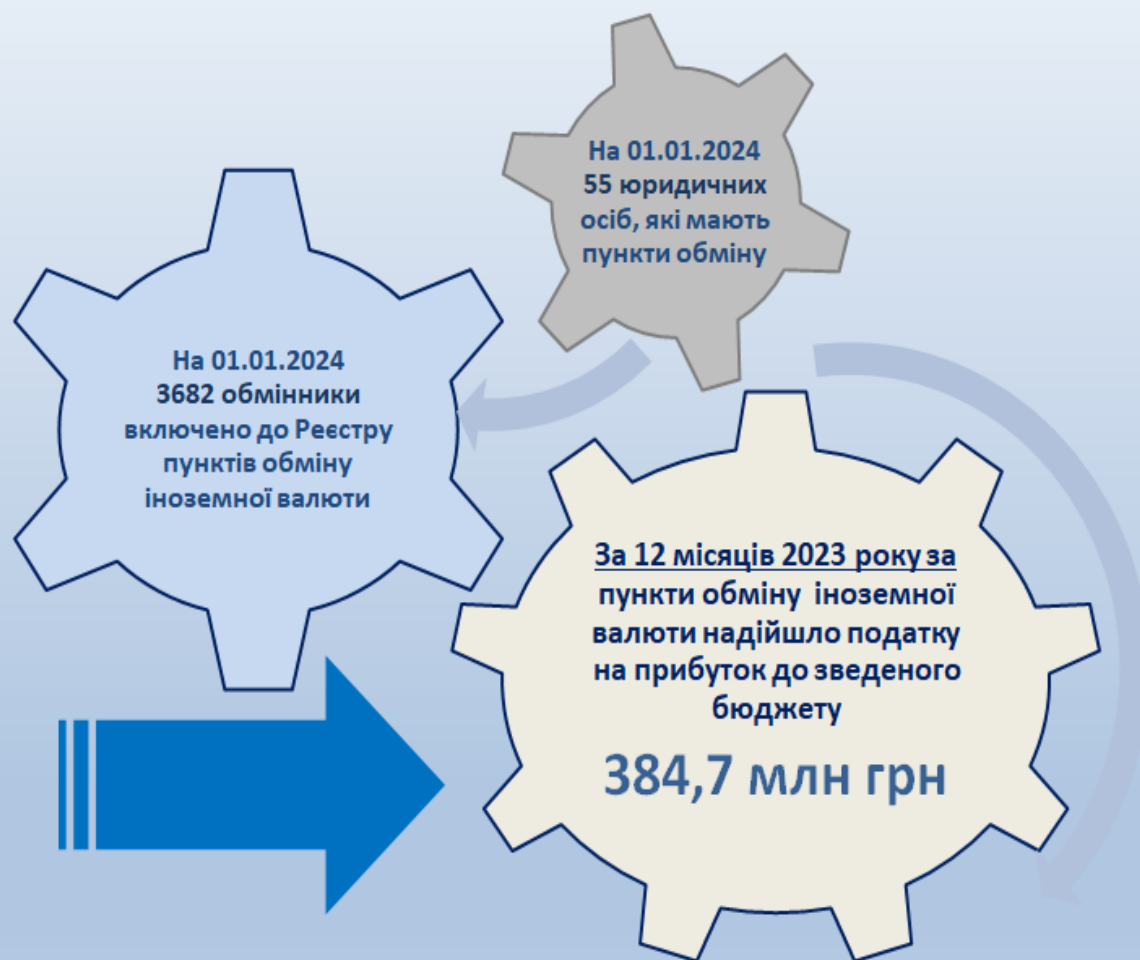 На 01.01.2024
55 юридичних
осіб, які мають
пункти обміну
На 01.01.2024
3682 обмінники
включено до Реєстру
пунктів обміну
іноземної валюти
За 12 місяців 2023 року за
пункти обміну іноземної
валюти надійшло податку
на прибуток до зведеного
бюджету
384,7 млн грн